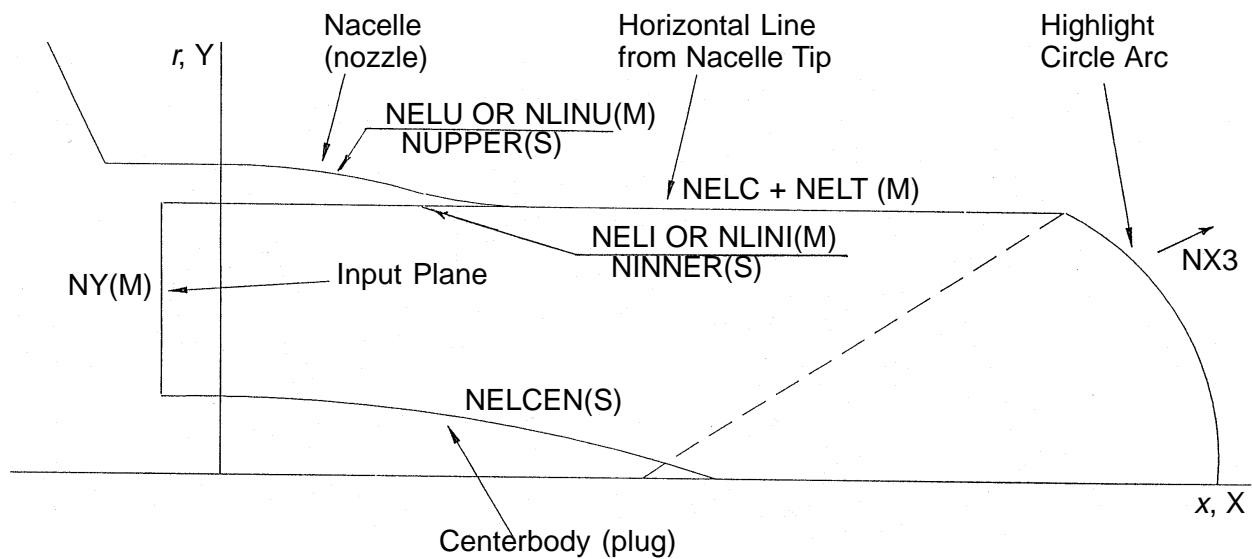 Nacelle
(nozzle)
Horizontal Line
from Nacelle Tip
Highlight
Circle Arc
r, Y
NELU OR NLINU(M)
NUPPER(S)
NELC + NELT (M)
NELI OR NLINI(M)
NINNER(S)
NX3
NY(M)
Input Plane
NELCEN(S)
x, X
Centerbody (plug)